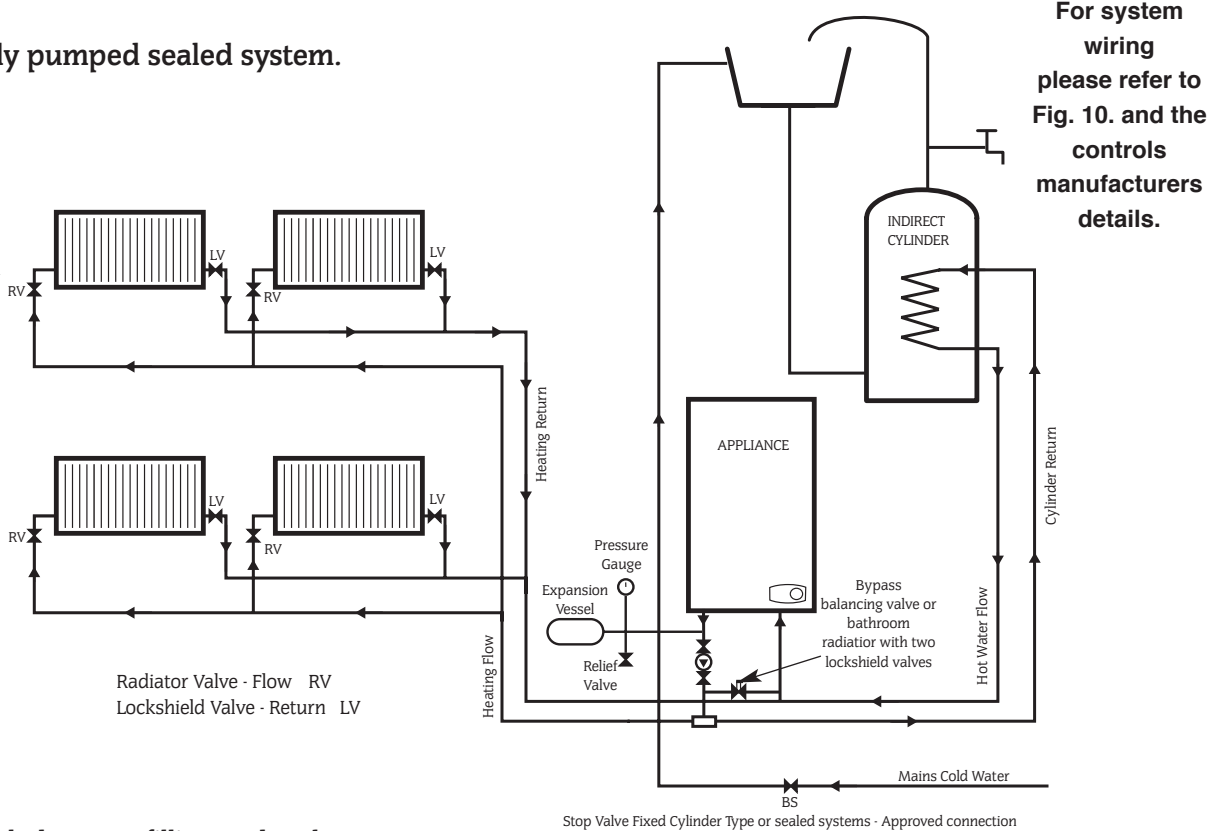 ly pumped sealed system.
For system
wiring
please refer to
Fig. 10. and the
controls
manufacturers
details.
INDIRECT
CYLINDER
LV
LV
RV
RV
Heating Return
APPLIANCE
Cylinder Return
LV
LV
RV
RV
Pressure
Gauge
Expansion
Vessel
Relief
Valve
Bypass
balancing valve or
bathroom
radiatior with two
lockshield valves
Hot Water Flow
Heating Flow
Radiator Valve - Flow RV
Lockshield Valve - Return LV
Mains Cold Water
BS
Stop Valve Fixed Cylinder Type or sealed systems - Approved connection